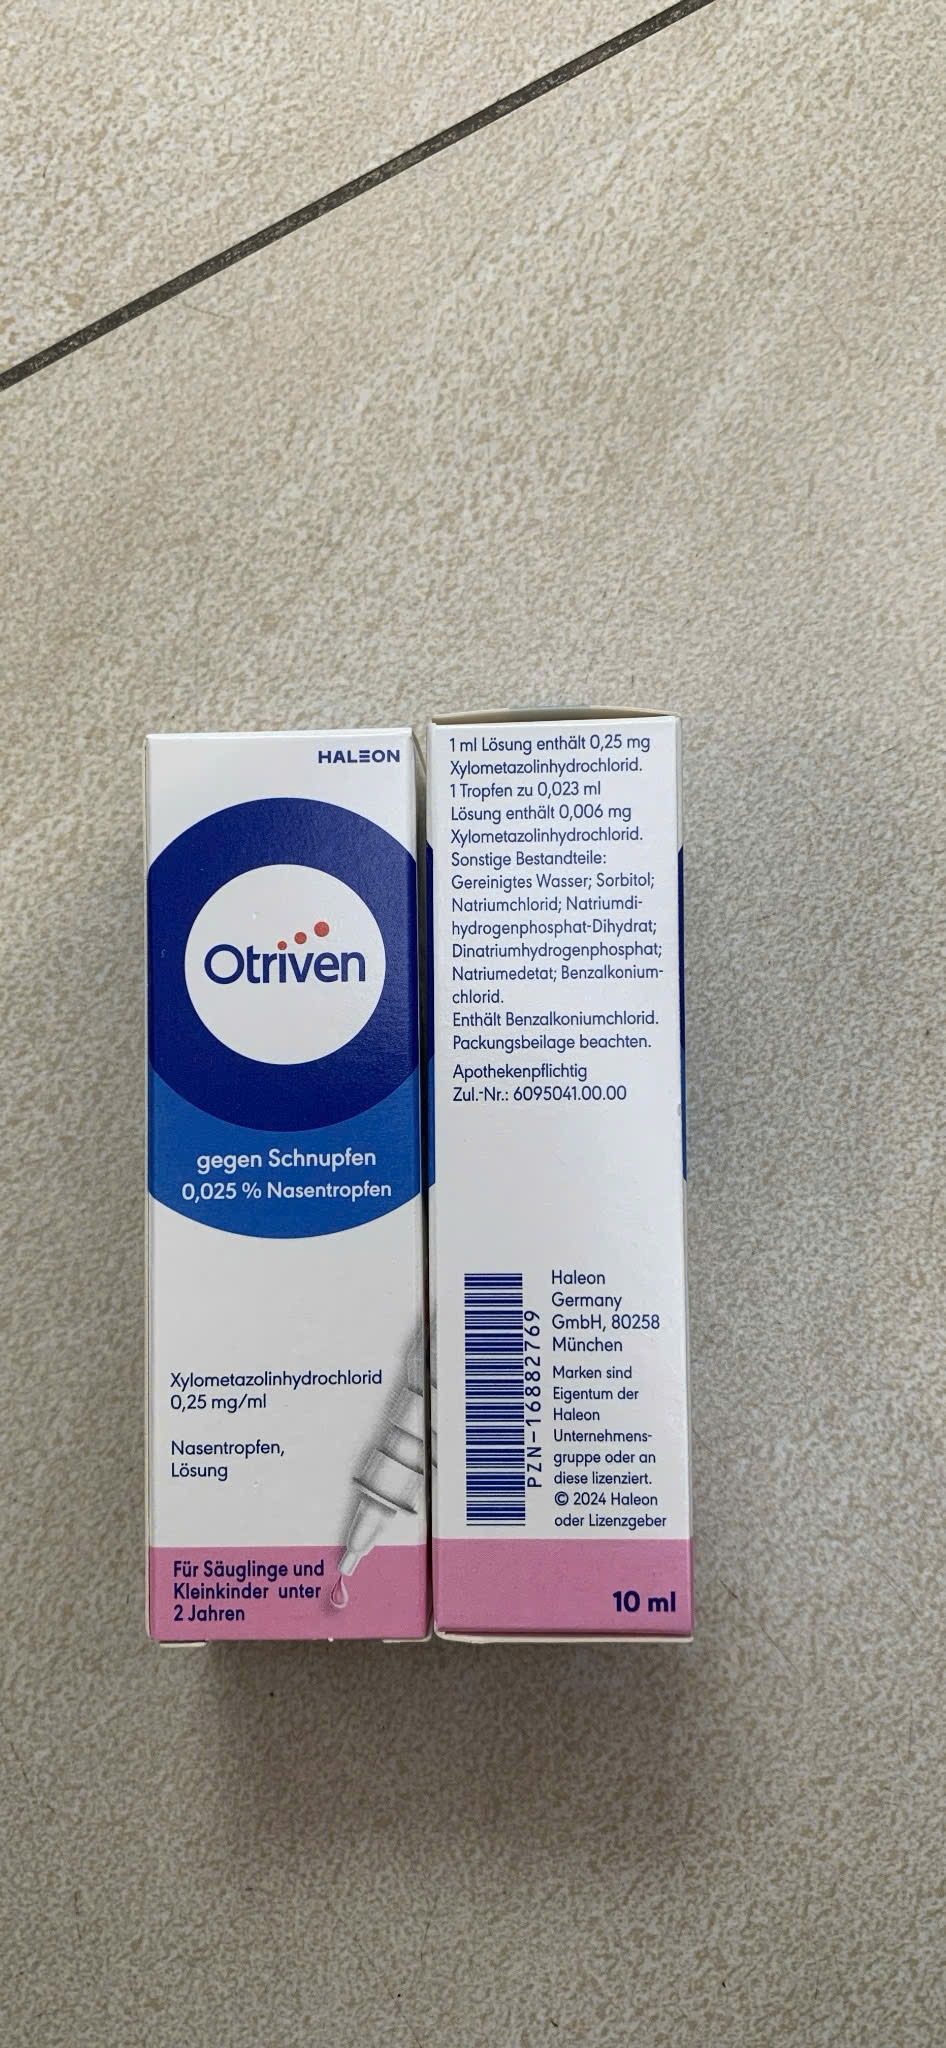 HALEON
Otriven
gegen Schnupfen
0,025 % Nasentropfen
Xylometazolinhydrochlorid
0,25 mg/ml
Nasentropfen,
Lösung
Für Säuglinge und
Kleinkinder unter
2 Jahren
1 ml Lösung enthält 0,25 mg
Xylometazolinhydrochlorid.
1 Tropfen zu 0,023 ml
Lösung enthält 0,006 mg
Xylometazolinhydrochlorid.
Sonstige Bestandteile:
Gereinigtes Wasser; Sorbitol;
Natriumchlorid; Natriumdi-
hydrogenphosphat-Dihydrat;
Dinatriumhydrogenphosphat;
Natriumedetat; Benzalkonium-
chlorid.
Enthält Benzalkoniumchlorid.
Packungsbeilage beachten.
Apothekenpflichtig
Zul.-Nr.: 6095041.00.00
PZN-16882769
Haleon
Germany
GmbH, 80258
München
Marken sind
Eigentum der
Haleon
Unternehmens-
gruppe oder an
diese lizenziert.
© 2024 Haleon
oder Lizenzgeber
10 ml